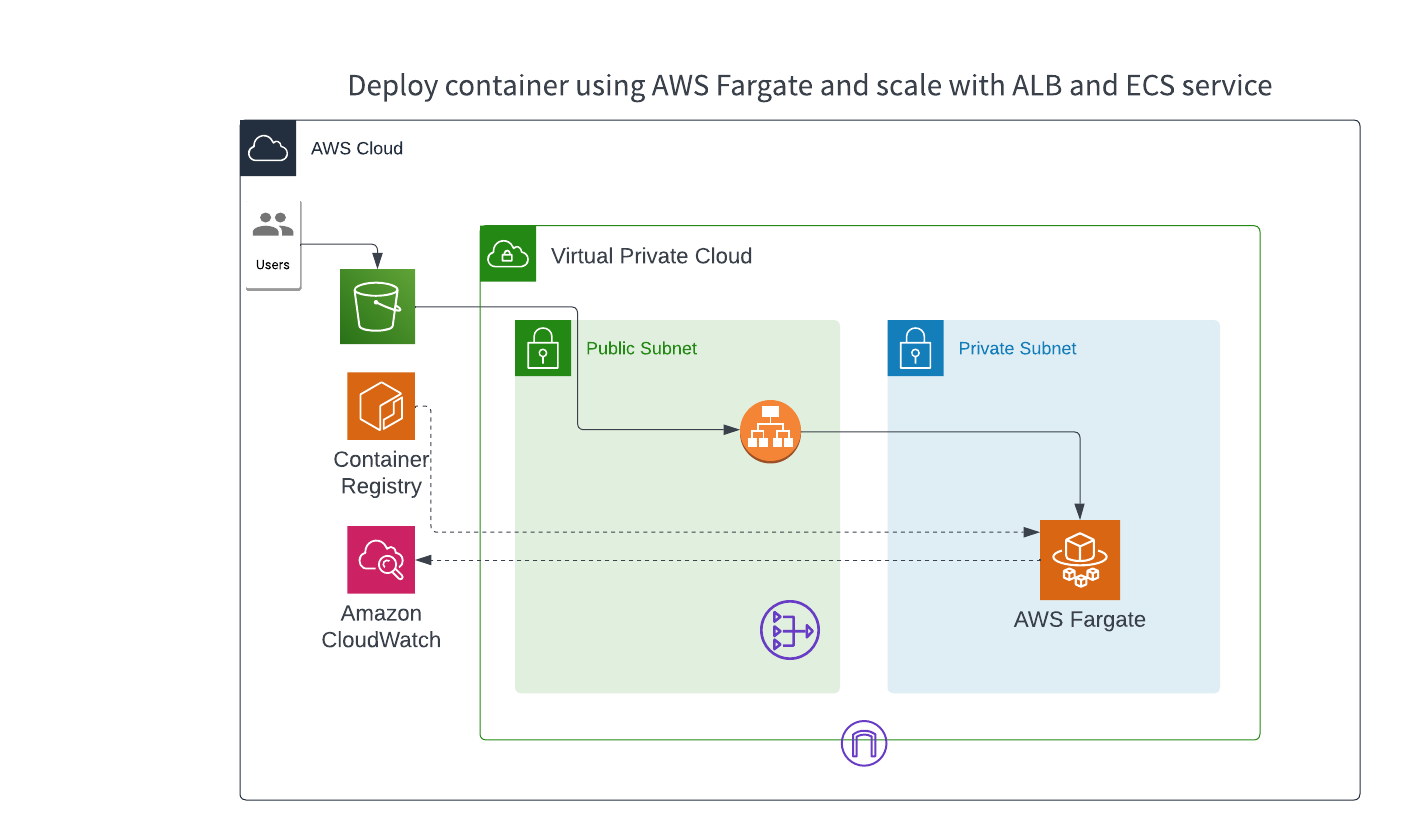 Deploy container using AWS Fargate and scale with ALB and ECS service
AWS Cloud
Users
Virtual Private Cloud
Public Subnet
Private Subnet
Container
Registry
Amazon
CloudWatch
AWS Fargate